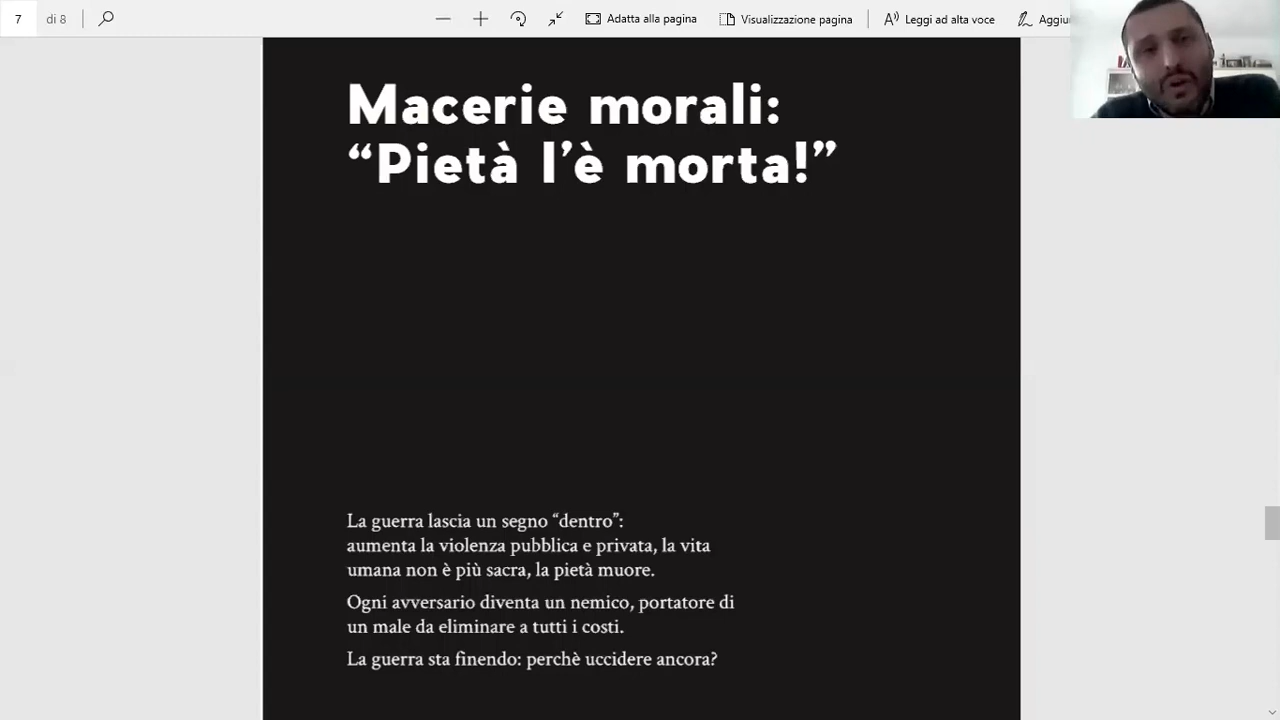 7 di 8 Adatta alla pagina Visualizzazione pagina Leggi ad alta voce Aggiu
Macerie morali:
“Pietà l’è morta!”
La guerra lascia un segno “dentro”:
aumenta la violenza pubblica e privata, la vita
umana non è più sacra, la pietà muore.
Ogni avversario diventa un nemico, portatore di
un male da eliminare a tutti i costi.
La guerra sta finendo: perchè uccidere ancora?